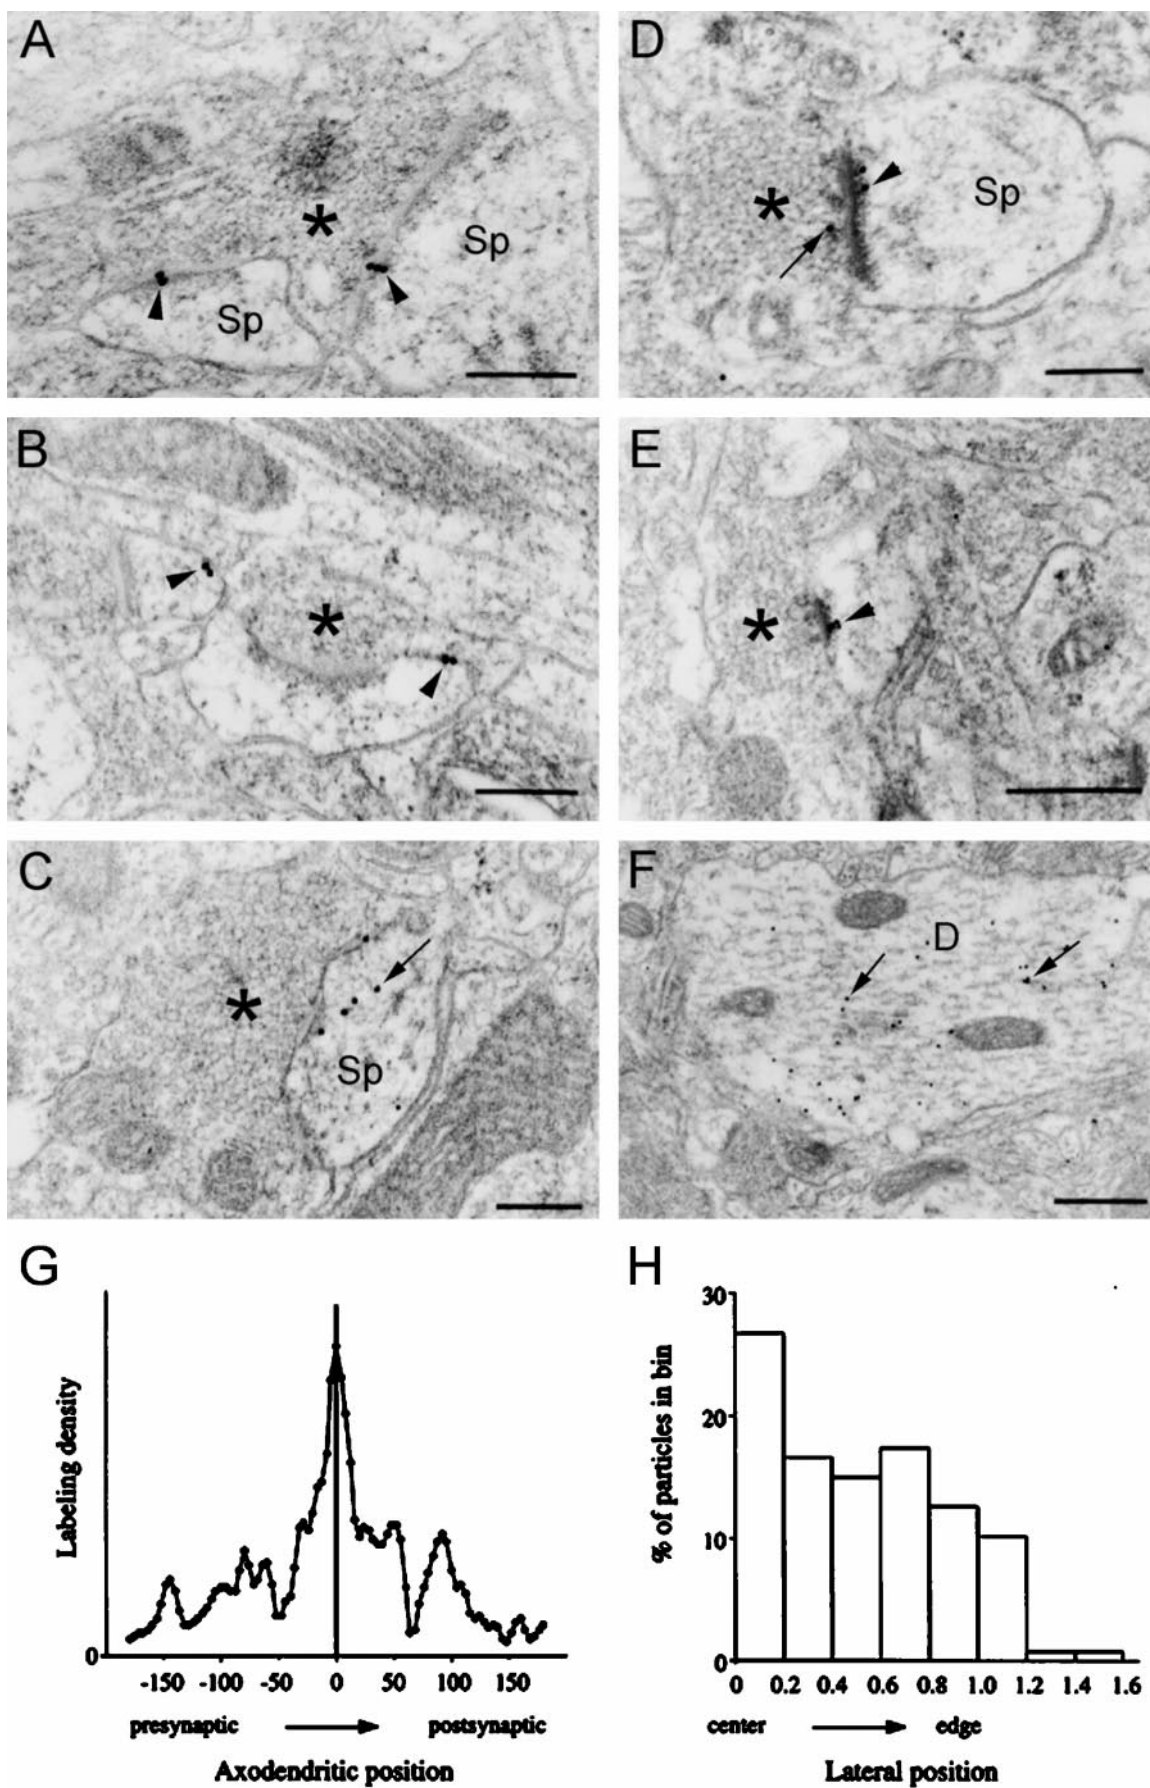 A
Sp
*
Sp
D
Sp
*
B
*
E
*
C
*
Sp
F
D
G
Labeling density
0
-150 -100 -50 0 50 100 150
presynaptic postsynaptic
Axodendritic position
H
% of particles in bin
30
20
10
0
0 0.2 0.4 0.6 0.8 1.0 1.2 1.4 1.6
center edge
Lateral position